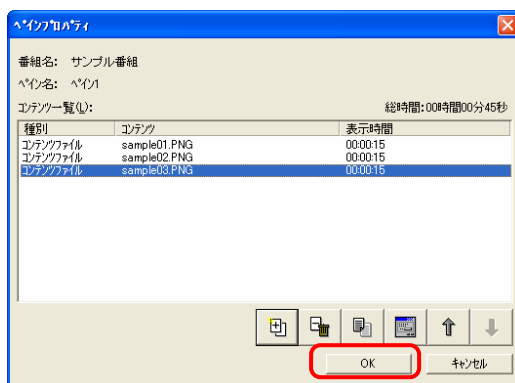 ﾍﾟｲﾝﾌﾟﾛﾊﾟﾃｨ
番組名: サンプル番組
ﾍﾟｲﾝ名: ﾍﾟｲﾝ1
ｺﾝﾃﾝﾂ一覧(L): 総時間:00時間00分45秒
種別 ｺﾝﾃﾝﾂ 表示時間
ｺﾝﾃﾝﾂﾌｧｲﾙ sample01.PNG 00:00:15
ｺﾝﾃﾝﾂﾌｧｲﾙ sample02.PNG 00:00:15
ｺﾝﾃﾝﾂﾌｧｲﾙ sample03.PNG 00:00:15
OK ｷｬﾝｾﾙ